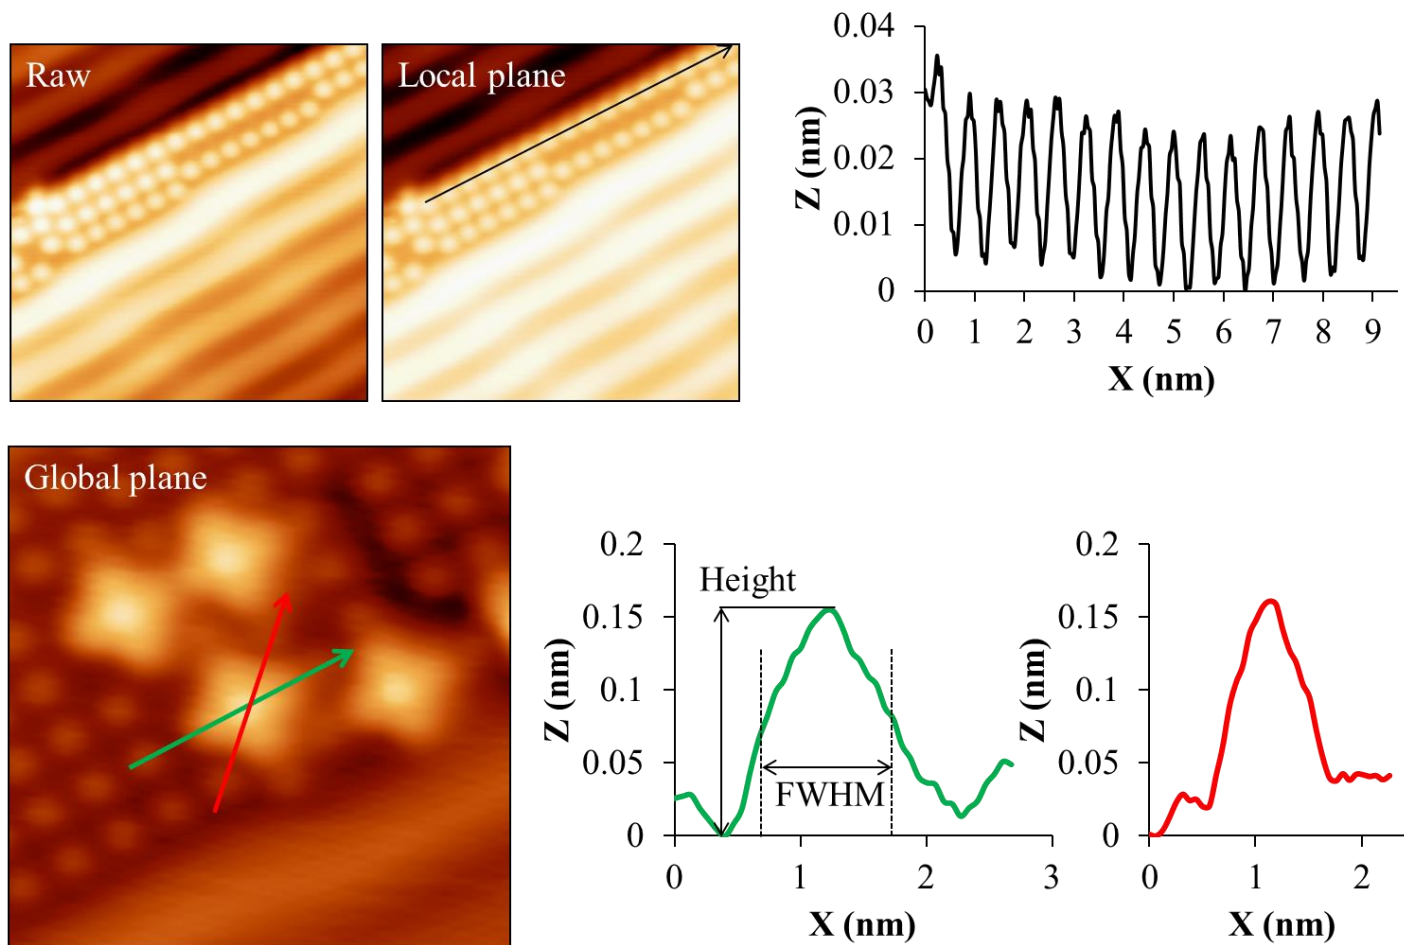 Raw
Local plane
0.04
0.03
0.02
0.01
0
Z (nm)
0 1 2 3 4 5 6 7 8 9
X (nm)
Global plane
0.2
0.15
0.1
0.05
0
Z (nm)
Height
FWHM
0 1 2 3
X (nm)
0.2
0.15
0.1
0.05
0
Z (nm)
0 1 2
X (nm)